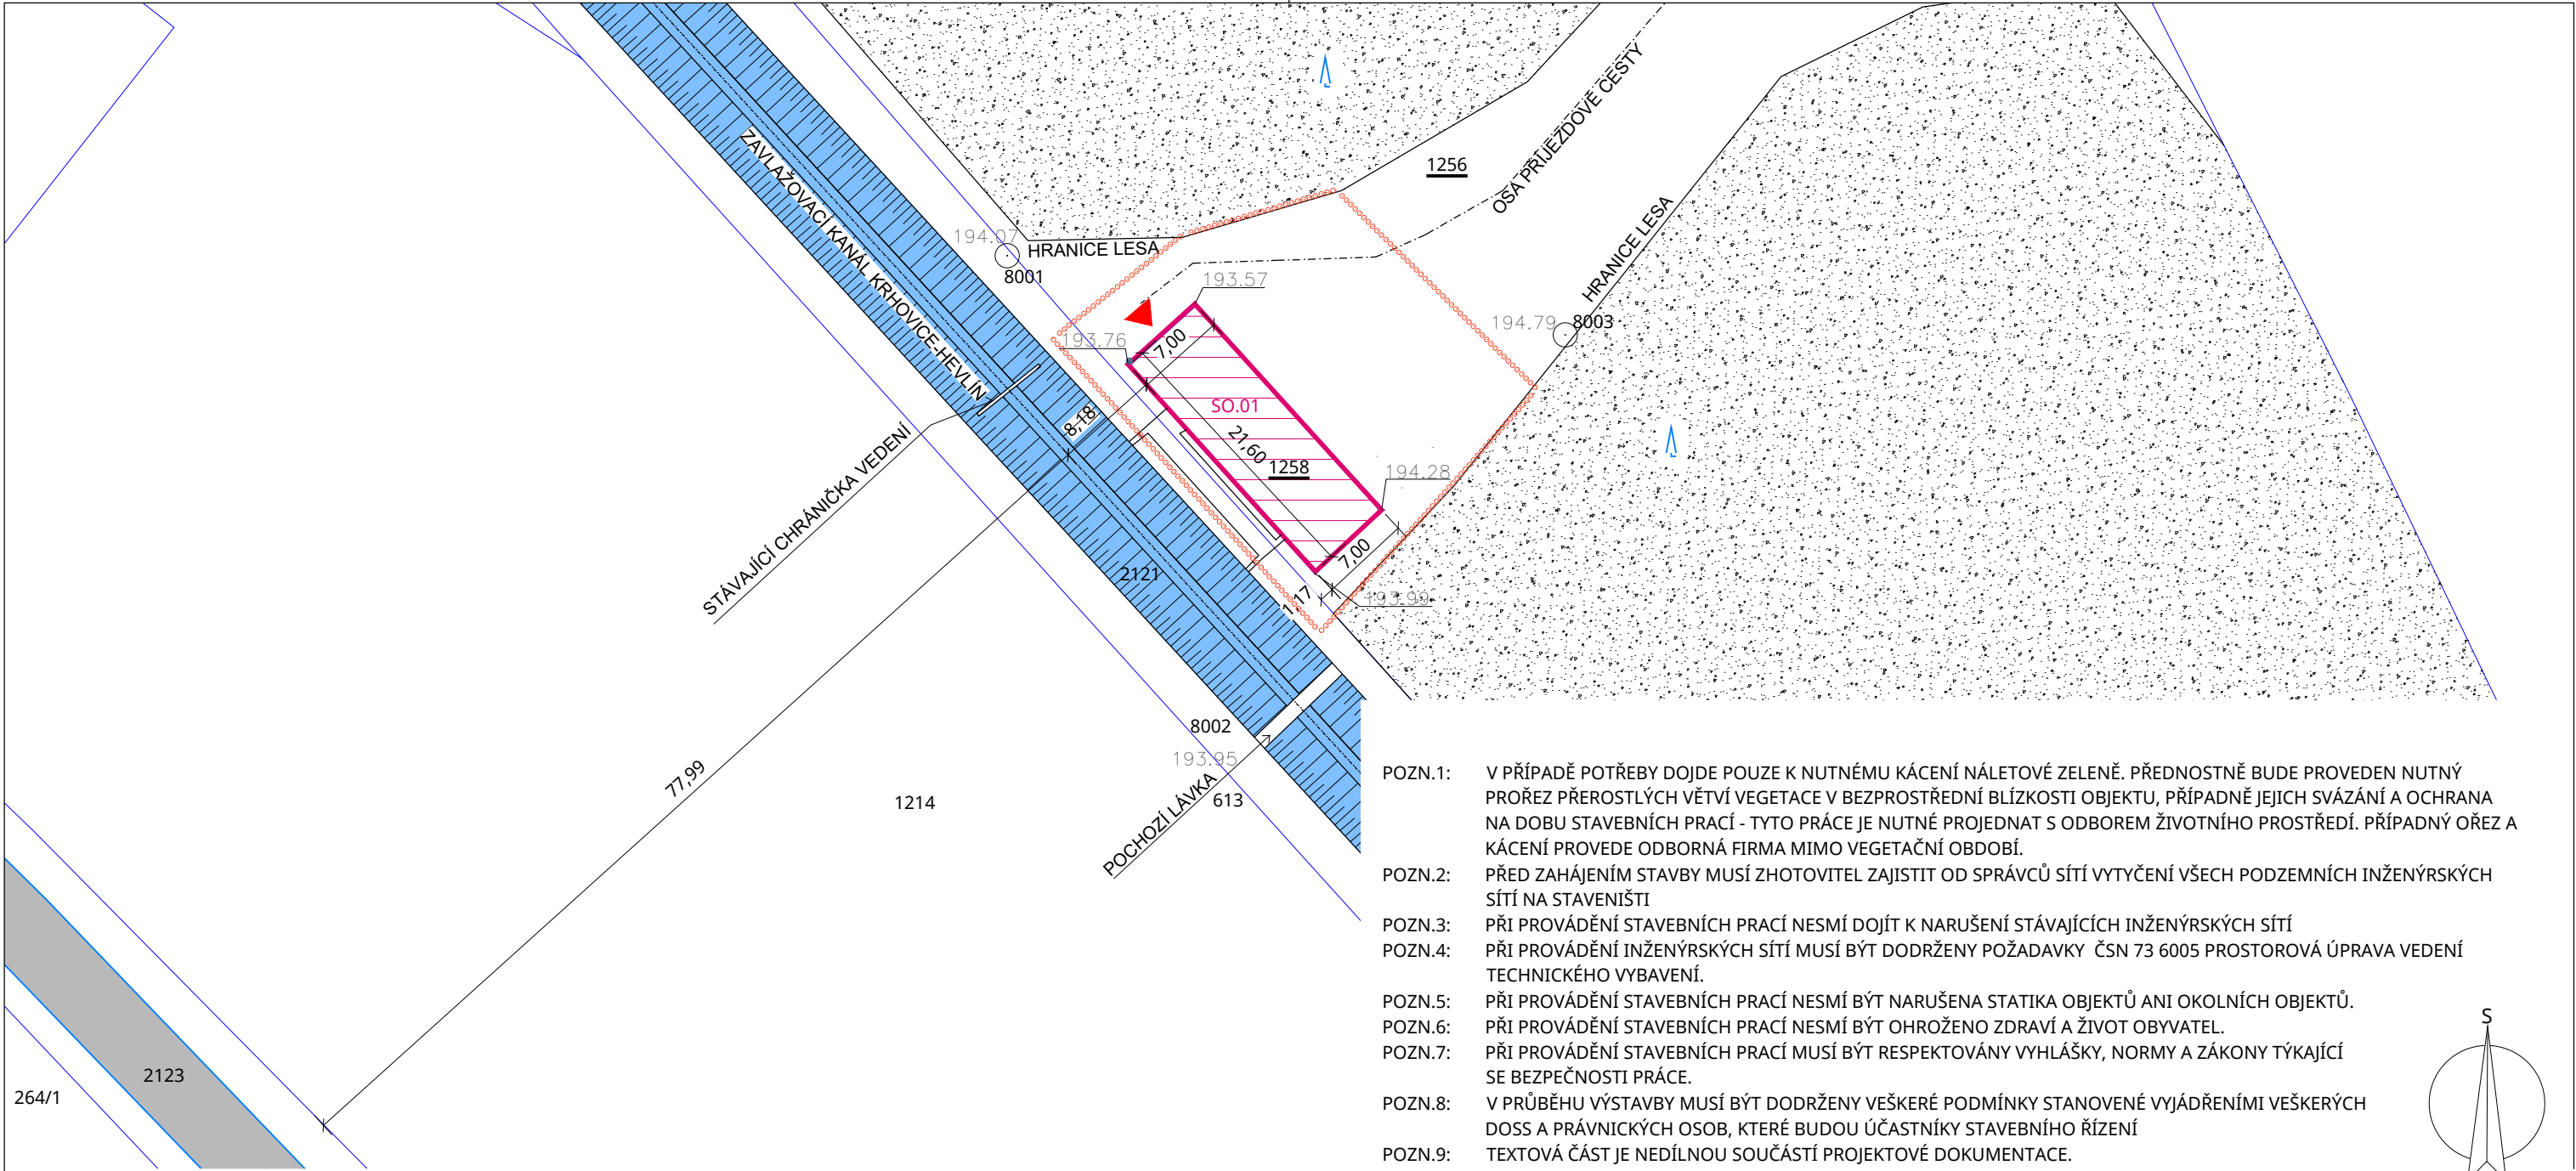 1256
OSA PŘÍJEZDOVÉ CESTY
ZAVLAŽOVACÍ KANÁL KRHOVICE-HEVLÍN
194.07
HRANICE LESA
8001
HRANICE LESA
193.57
194.79
8003
193.76
7,00
SO.01
8,18
21,60
1258
194.28
STÁVAJÍCÍ CHRÁNIČKA VEDENÍ
7,00
2121
1,17
193.99
8002
193.95
77,99
POCHOZÍ LÁVKA
613
1214
2123
264/1
POZN.1: V PŘÍPADĚ POTŘEBY DOJDE POUZE K NUTNÉMU KÁCENÍ NÁLETOVÉ ZELENĚ. PŘEDNOSTNĚ BUDE PROVEDEN NUTNÝ
PROŘEZ PŘEROSTLÝCH VĚTVÍ VEGETACE V BEZPROSTŘEDNÍ BLÍZKOSTI OBJEKTU, PŘÍPADNĚ JEJICH SVÁZÁNÍ A OCHRANA
NA DOBU STAVEBNÍCH PRACÍ - TYTO PRÁCE JE NUTNÉ PROJEDNAT S ODBOREM ŽIVOTNÍHO PROSTŘEDÍ. PŘÍPADNÝ OŘEZ A
KÁCENÍ PROVEDE ODBORNÁ FIRMA MIMO VEGETAČNÍ OBDOBÍ.
POZN.2: PŘED ZAHÁJENÍM STAVBY MUSÍ ZHOTOVITEL ZAJISTIT OD SPRÁVCŮ SÍTÍ VYTYČENÍ VŠECH PODZEMNÍCH INŽENÝRSKÝCH
SÍTÍ NA STAVENIŠTI
POZN.3: PŘI PROVÁDĚNÍ STAVEBNÍCH PRACÍ NESMÍ DOJÍT K NARUŠENÍ STÁVAJÍCÍCH INŽENÝRSKÝCH SÍTÍ
POZN.4: PŘI PROVÁDĚNÍ INŽENÝRSKÝCH SÍTÍ MUSÍ BÝT DODRŽENY POŽADAVKY ČSN 73 6005 PROSTOROVÁ ÚPRAVA VEDENÍ
TECHNICKÉHO VYBAVENÍ.
POZN.5: PŘI PROVÁDĚNÍ STAVEBNÍCH PRACÍ NESMÍ BÝT NARUŠENA STATIKA OBJEKTŮ ANI OKOLNÍCH OBJEKTŮ.
POZN.6: PŘI PROVÁDĚNÍ STAVEBNÍCH PRACÍ NESMÍ BÝT OHROŽENO ZDRAVÍ A ŽIVOT OBYVATEL.
POZN.7: PŘI PROVÁDĚNÍ STAVEBNÍCH PRACÍ MUSÍ BÝT RESPEKTOVÁNY VYHLÁŠKY, NORMY A ZÁKONY TÝKAJÍCÍ
SE BEZPEČNOSTI PRÁCE.
POZN.8: V PRŮBĚHU VÝSTAVBY MUSÍ BÝT DODRŽENY VEŠKERÉ PODMÍNKY STANOVENÉ VYJÁDŘENÍMI VEŠKERÝCH
DOSS A PRÁVNICKÝCH OSOB, KTERÉ BUDOU ÚČASTNÍKY STAVEBNÍHO ŘÍZENÍ
POZN.9: TEXTOVÁ ČÁST JE NEDÍLNOU SOUČÁSTÍ PROJEKTOVÉ DOKUMENTACE.
S